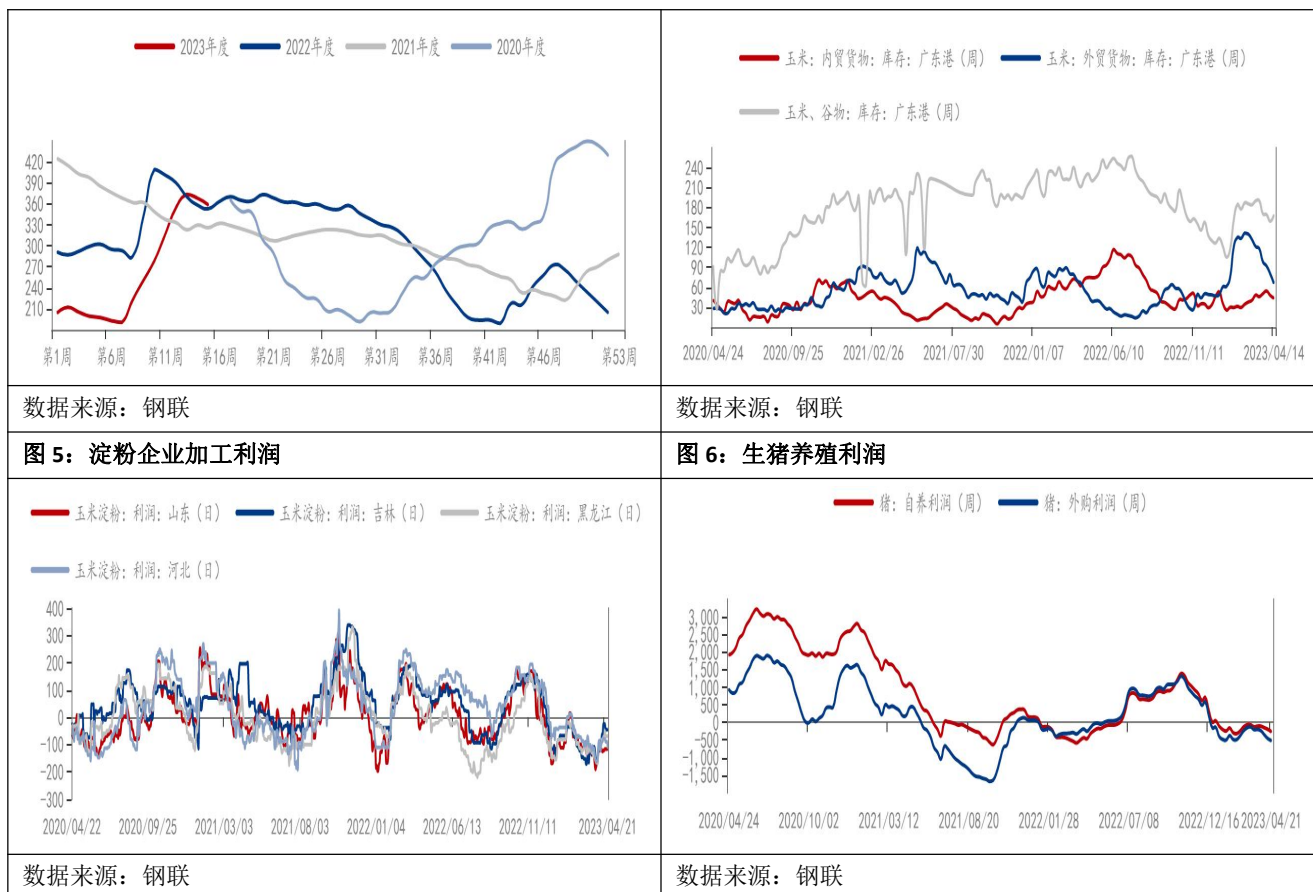 2023年度 2022年度 2021年度 2020年度
420
390
360
330
300
270
240
210
第1周 第6周 第11周 第16周 第21周 第26周 第31周 第36周 第41周 第46周 第53周
玉米：内贸货物：库存：广东港（周） 玉米：外贸货物：库存：广东港（周）
玉米、谷物：库存：广东港（周）
240
210
180
150
120
90
60
30
2020/04/24 2020/09/25 2021/02/26 2021/07/30 2022/01/07 2022/06/10 2022/11/11 2023/04/14
数据来源：钢联 数据来源：钢联
图 5：淀粉企业加工利润 图 6：生猪养殖利润
玉米淀粉：利润：山东（日） 玉米淀粉：利润：吉林（日） 玉米淀粉：利润：黑龙江（日）
玉米淀粉：利润：河北（日）
400
300
200
100
0
-100
-200
-300
2020/04/22 2020/09/25 2021/03/03 2021/08/03 2022/01/04 2022/06/13 2022/11/11 2023/04/21
猪：自养利润（周） 猪：外购利润（周）
3,000
2,500
2,000
1,500
1,000
500
0
-500
-1,000
-1,500
2020/04/24 2020/10/02 2021/03/12 2021/08/20 2022/01/28 2022/07/08 2022/12/16 2023/04/21
数据来源：钢联 数据来源：钢联